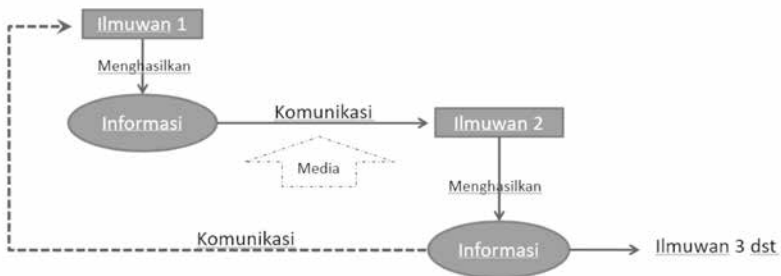 Ilmuwan 1
Menghasilkan
Informasi
Komunikasi
Ilmuwan 2
Media
Menghasilkan
Komunikasi
Informasi
Ilmuwan 3 dst